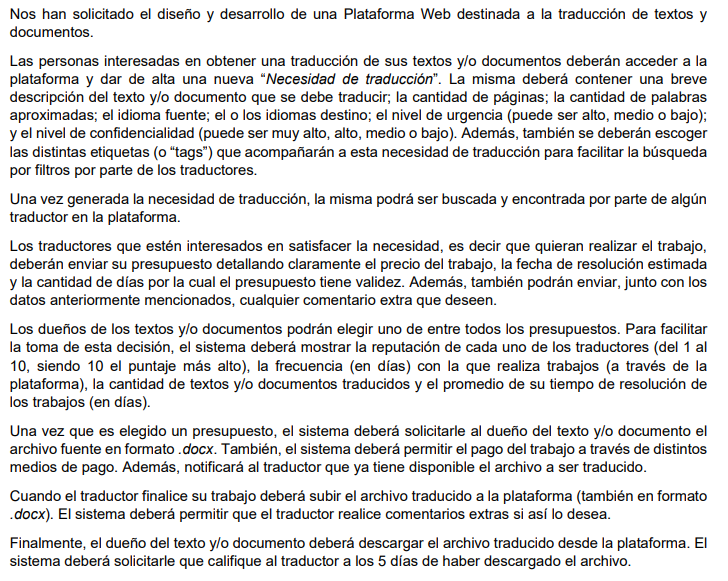 Nos han solicitado el diseño y desarrollo de una Plataforma Web destinada a la traducción de textos y
documentos.
Las personas interesadas en obtener una traducción de sus textos y/o documentos deberán acceder a la
plataforma y dar de alta una nueva “Necesidad de traducción”. La misma deberá contener una breve
descripción del texto y/o documento que se debe traducir; la cantidad de páginas; la cantidad de palabras
aproximadas; el idioma fuente; el o los idiomas destino; el nivel de urgencia (puede ser alto, medio o bajo);
y el nivel de confidencialidad (puede ser muy alto, alto, medio o bajo). Además, también se deberán escoger
las distintas etiquetas (o “tags”) que acompañarán a esta necesidad de traducción para facilitar la búsqueda
por filtros por parte de los traductores.
Una vez generada la necesidad de traducción, la misma podrá ser buscada y encontrada por parte de algún
traductor en la plataforma.
Los traductores que estén interesados en satisfacer la necesidad, es decir que quieran realizar el trabajo,
deberán enviar su presupuesto detallando claramente el precio del trabajo, la fecha de resolución estimada
y la cantidad de días por la cual el presupuesto tiene validez. Además, también podrán enviar, junto con los
datos anteriormente mencionados, cualquier comentario extra que deseen.
Los dueños de los textos y/o documentos podrán elegir uno de entre todos los presupuestos. Para facilitar
la toma de esta decisión, el sistema deberá mostrar la reputación de cada uno de los traductores (del 1 al
10, siendo 10 el puntaje más alto), la frecuencia (en días) con la que realiza trabajos (a través de la
plataforma), la cantidad de textos y/o documentos traducidos y el promedio de su tiempo de resolución de
los trabajos (en días).
Una vez que es elegido un presupuesto, el sistema deberá solicitarle al dueño del texto y/o documento el
archivo fuente en formato .docx. También, el sistema deberá permitir el pago del trabajo a través de distintos
medios de pago. Además, notificará al traductor que ya tiene disponible el archivo a ser traducido.
Cuando el traductor finalice su trabajo deberá subir el archivo traducido a la plataforma (también en formato
.docx). El sistema deberá permitir que el traductor realice comentarios extras si así lo desea.
Finalmente, el dueño del texto y/o documento deberá descargar el archivo traducido desde la plataforma. El
sistema deberá solicitarle que califique al traductor a los 5 días de haber descargado el archivo.